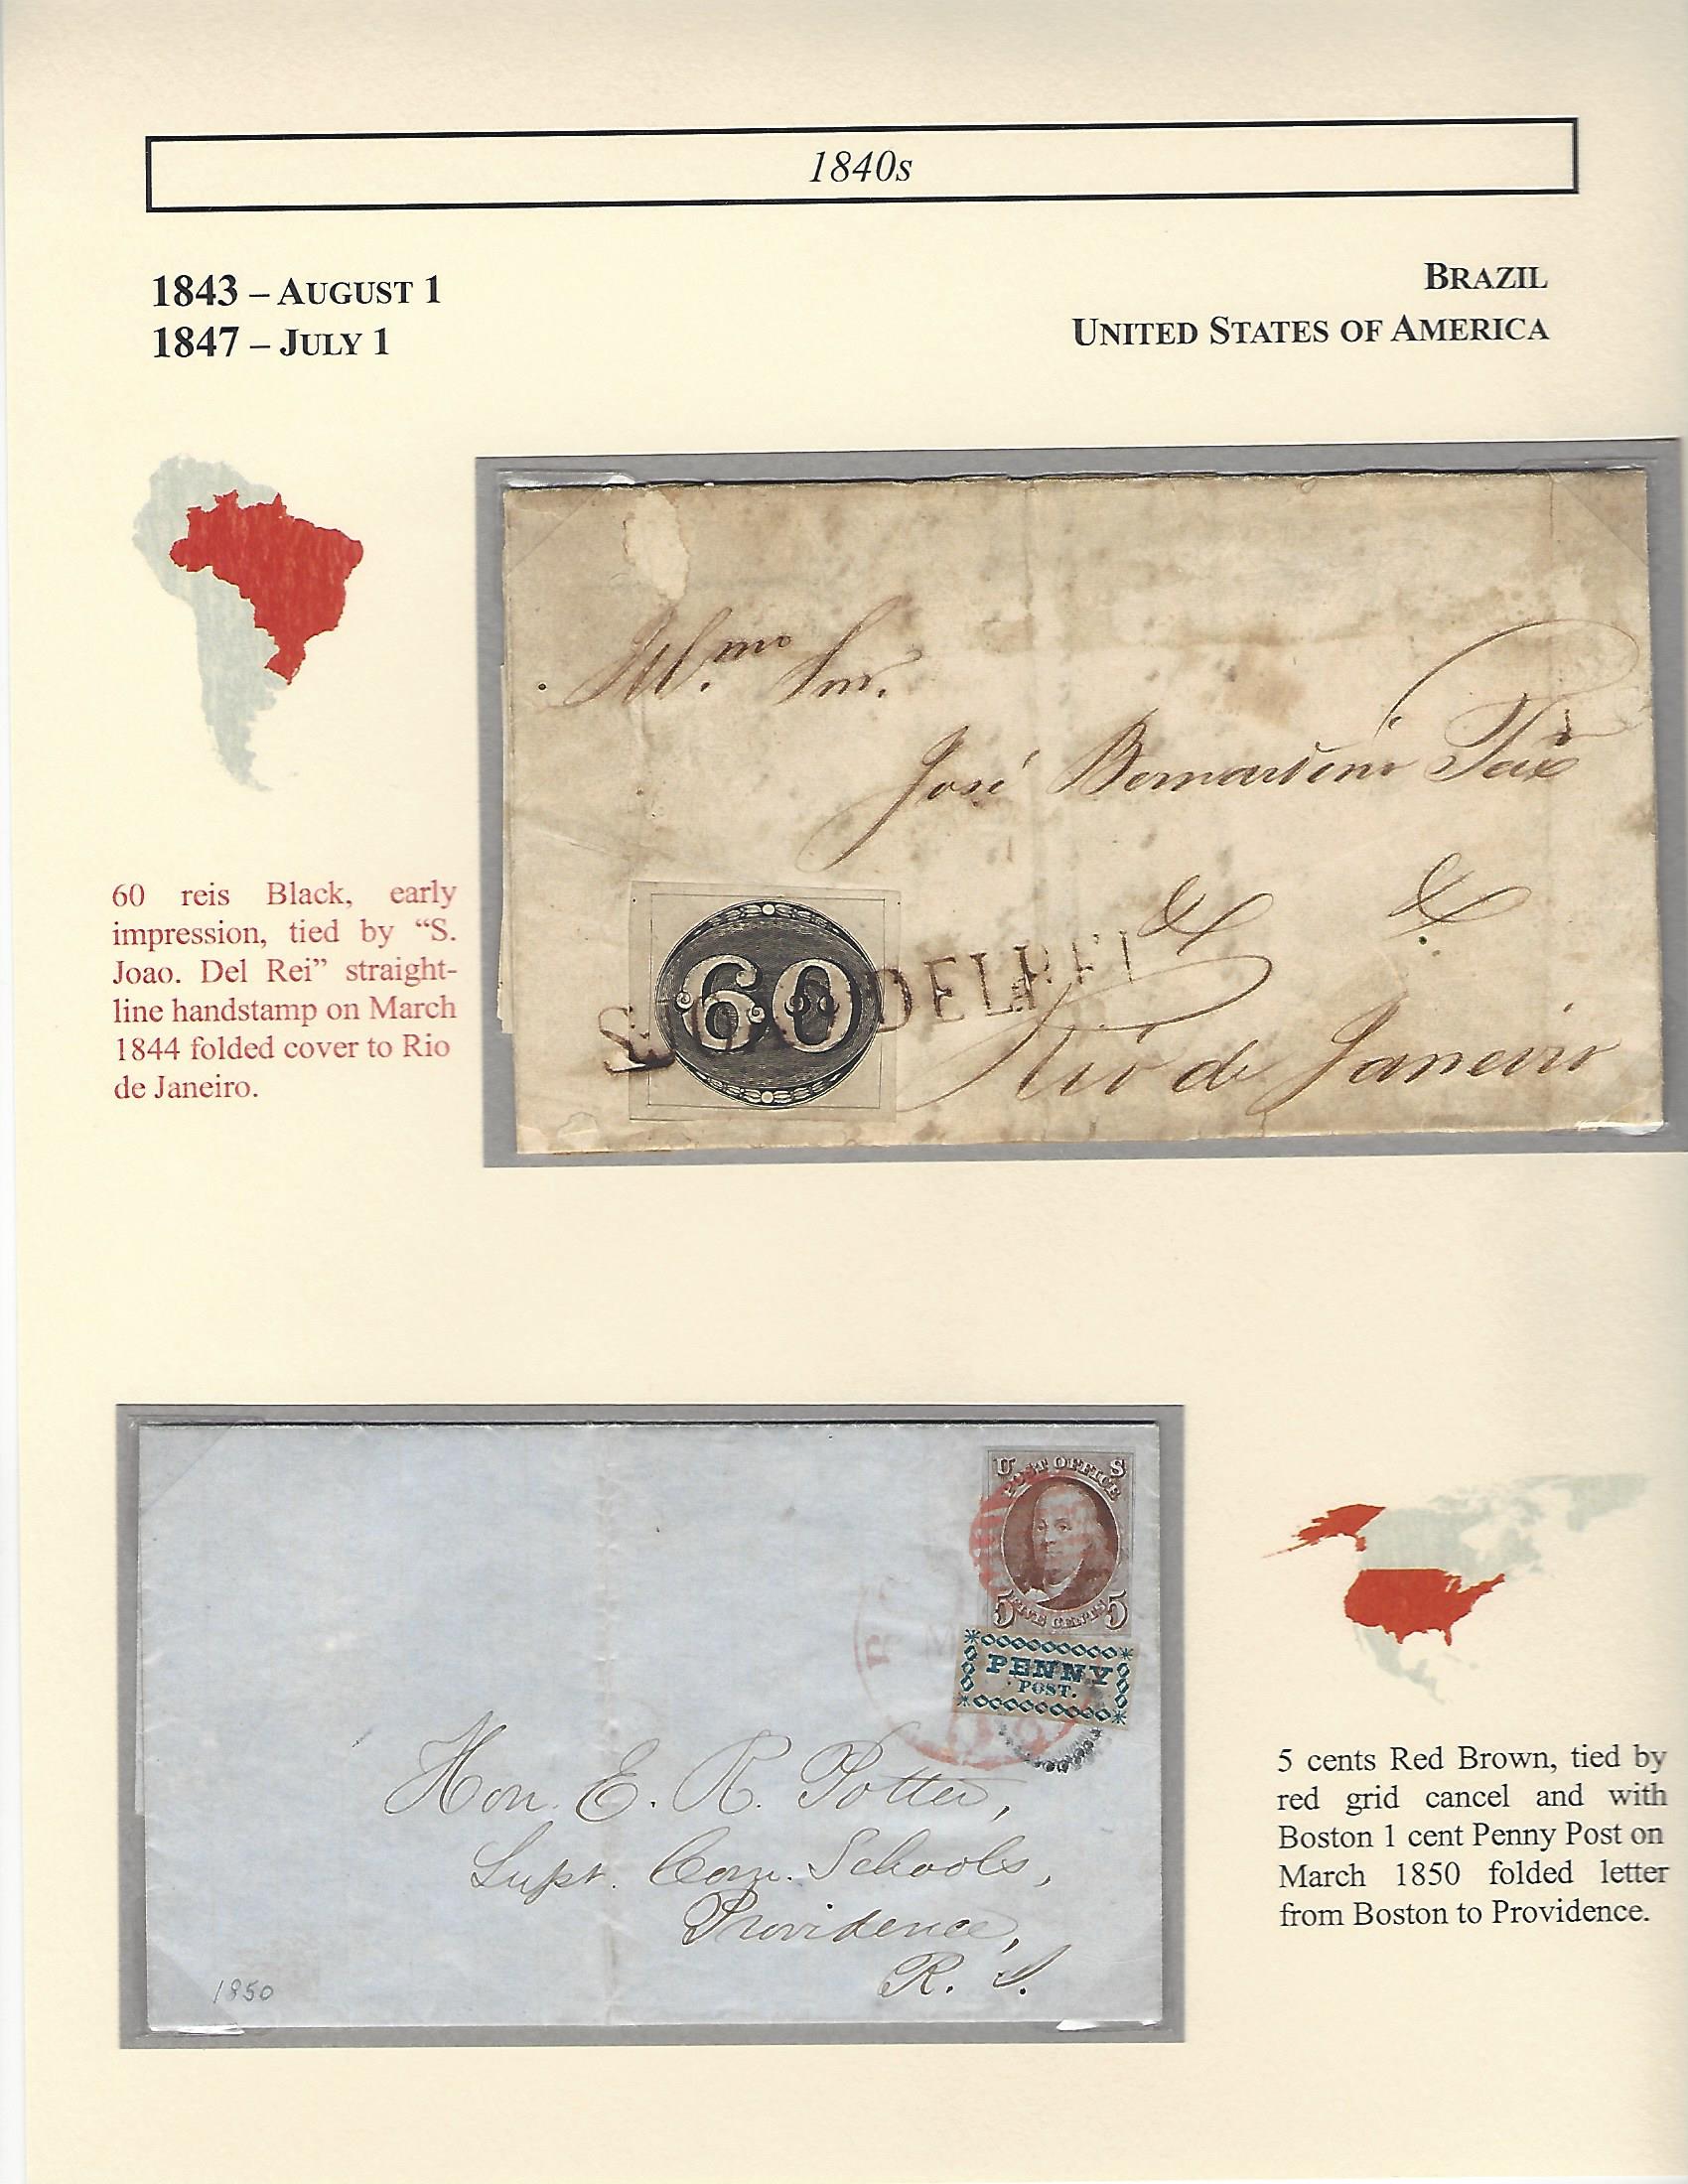 1840s
1843 – AUGUST 1
BRAZIL
1847 – JULY 1
UNITED STATES OF AMERICA
60 reis Black, early
impression, tied by “S.
Joao. Del Rei” straight-
line handstamp on March
1844 folded cover to Rio
de Janeiro.
Illmo Snr.
José Bernardino
& &
60
DELREI
Rio de Janeiro
U S
POST OFFICE
5 FIVE CENTS 5
PENNY
POST.
Hon. E. R. Potter,
Supt. Com. Schools,
Providence,
R. I.
1850
5 cents Red Brown, tied by
red grid cancel and with
Boston 1 cent Penny Post on
March 1850 folded letter
from Boston to Providence.